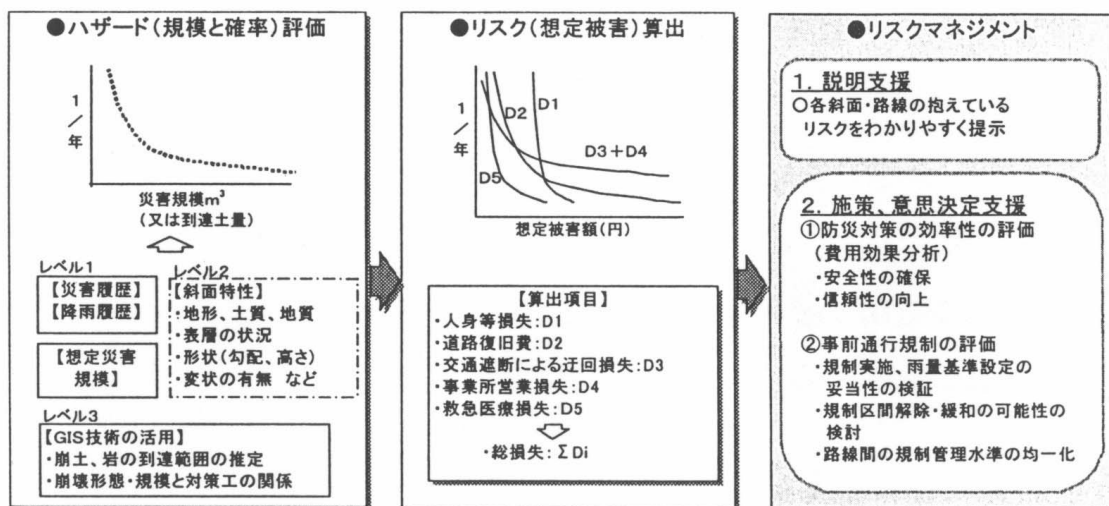 ●ハザード(規模と確率)評価
1/年
災害規模m³
(又は到達土量)
レベル1
【災害履歴】
【降雨履歴】
【想定災害
規模】
レベル2
【斜面特性】
・地形、土質、地質
・表層の状況
・形状(勾配、高さ)
・変状の有無 など
レベル3
【GIS技術の活用】
・崩土、岩の到達範囲の推定
・崩壊形態・規模と対策工の関係
●リスク(想定被害)算出
1/年
D1
D2
D3+D4
D5
想定被害額(円)
【算出項目】
・人身等損失:D1
・道路復旧費:D2
・交通遮断による迂回損失:D3
・事業所営業損失:D4
・救急医療損失:D5
・総損失:ΣDi
●リスクマネジメント
1. 説明支援
○各斜面・路線の抱えている
リスクをわかりやすく提示
2. 施策、意思決定支援
①防災対策の効率性の評価
(費用効果分析)
・安全性の確保
・信頼性の向上
②事前通行規制の評価
・規制実施、雨量基準設定の
妥当性の検証
・規制区間解除・緩和の可能性の
検討
・路線間の規制管理水準の均一化